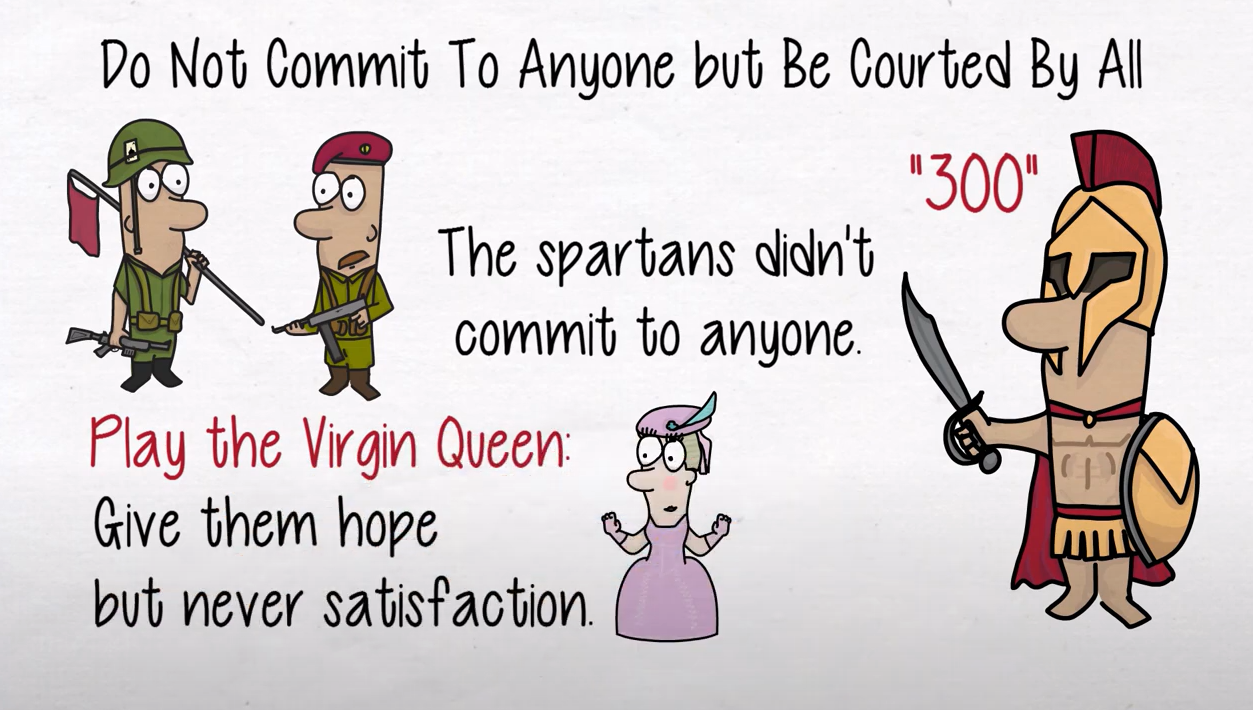 Do Not Commit To Anyone but Be Courted By All
"300"
The spartans didn't
commit to anyone.
Play the Virgin Queen:
Give them hope
but never satisfaction.